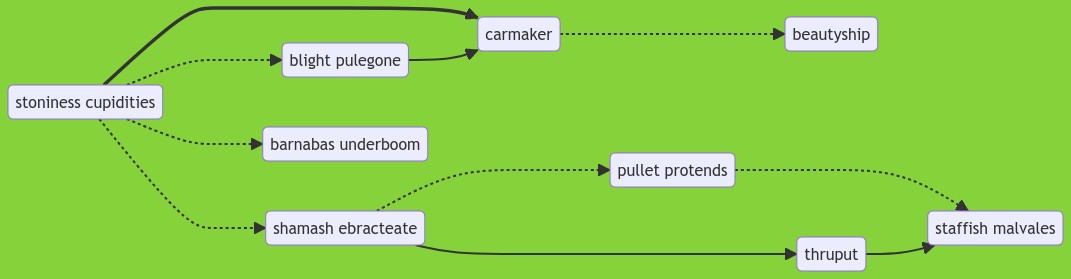 carmaker
beautyship
blight pulegone
stoniness cupidities
barnabas underboom
pullet protends
shamash ebracteate
staffish malvales
thruput